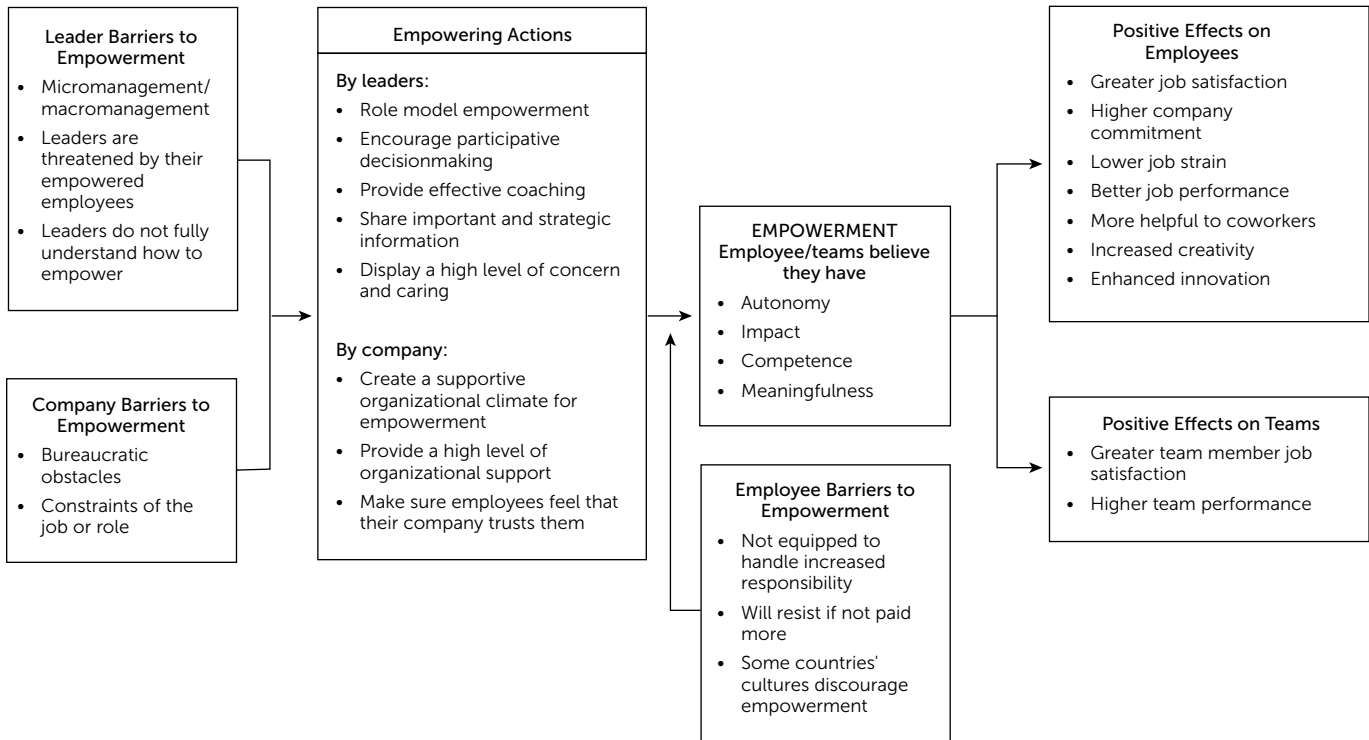 Leader Barriers to
Empowerment
• Micromanagement/
macromanagement
• Leaders are
threatened by their
empowered
employees
• Leaders do not fully
understand how to
empower
Company Barriers to
Empowerment
• Bureaucratic
obstacles
• Constraints of the
job or role
Empowering Actions
By leaders:
• Role model empowerment
• Encourage participative
decisionmaking
• Provide effective coaching
• Share important and strategic
information
• Display a high level of concern
and caring
By company:
• Create a supportive
organizational climate for
empowerment
• Provide a high level of
organizational support
• Make sure employees feel that
their company trusts them
EMPOWERMENT
Employee/teams believe
they have
• Autonomy
• Impact
• Competence
• Meaningfulness
Employee Barriers to
Empowerment
• Not equipped to
handle increased
responsibility
• Will resist if not paid
more
• Some countries'
cultures discourage
empowerment
Positive Effects on
Employees
• Greater job satisfaction
• Higher company
commitment
• Lower job strain
• Better job performance
• More helpful to coworkers
• Increased creativity
• Enhanced innovation
Positive Effects on Teams
• Greater team member job
satisfaction
• Higher team performance